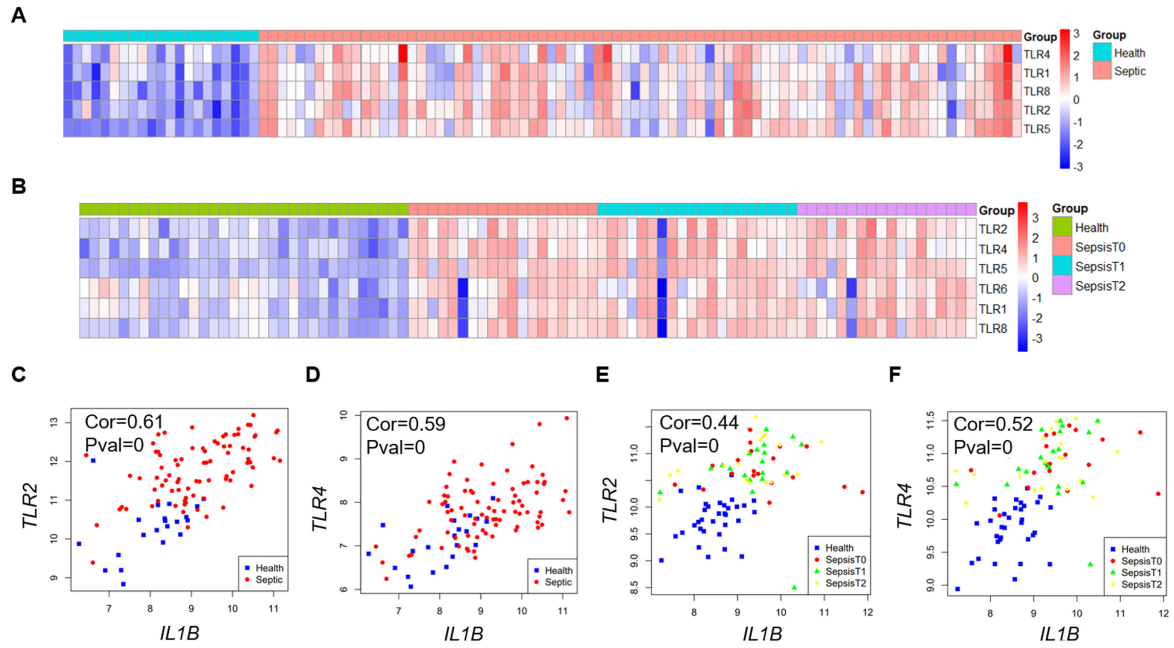 A
Group
TLR4
TLR1
TLR8
TLR2
TLR5
3
2
1
0
-1
-2
-3
Group
Health
Septic
B
Group
TLR2
TLR4
TLR5
TLR6
TLR1
TLR8
3
2
1
0
-1
-2
-3
Group
Health
SepsisT0
SepsisT1
SepsisT2
C
Cor=0.61
Pval=0
TLR2
13
12
11
10
9
7 8 9 10 11
IL1B
Health
Septic
D
Cor=0.59
Pval=0
TLR4
10
9
8
7
6
7 8 9 10 11
IL1B
Health
Septic
E
Cor=0.44
Pval=0
TLR2
11.0
10.5
10.0
9.5
9.0
8.5
8 9 10 11 12
IL1B
Health
SepsisT0
SepsisT1
SepsisT2
F
Cor=0.52
Pval=0
TLR4
11.5
11.0
10.5
10.0
9.5
9.0
8 9 10 11 12
IL1B
Health
SepsisT0
SepsisT1
SepsisT2